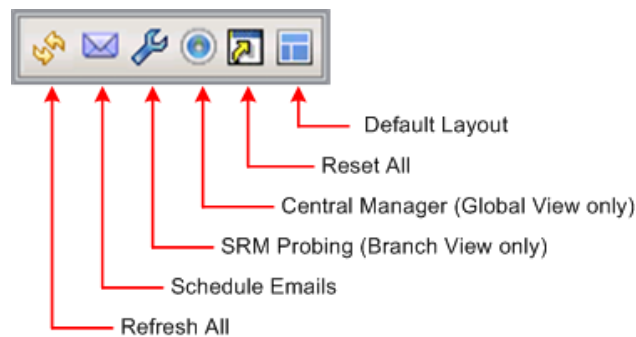 Default Layout
Reset All
Central Manager (Global View only)
SRM Probing (Branch View only)
Schedule Emails
Refresh All